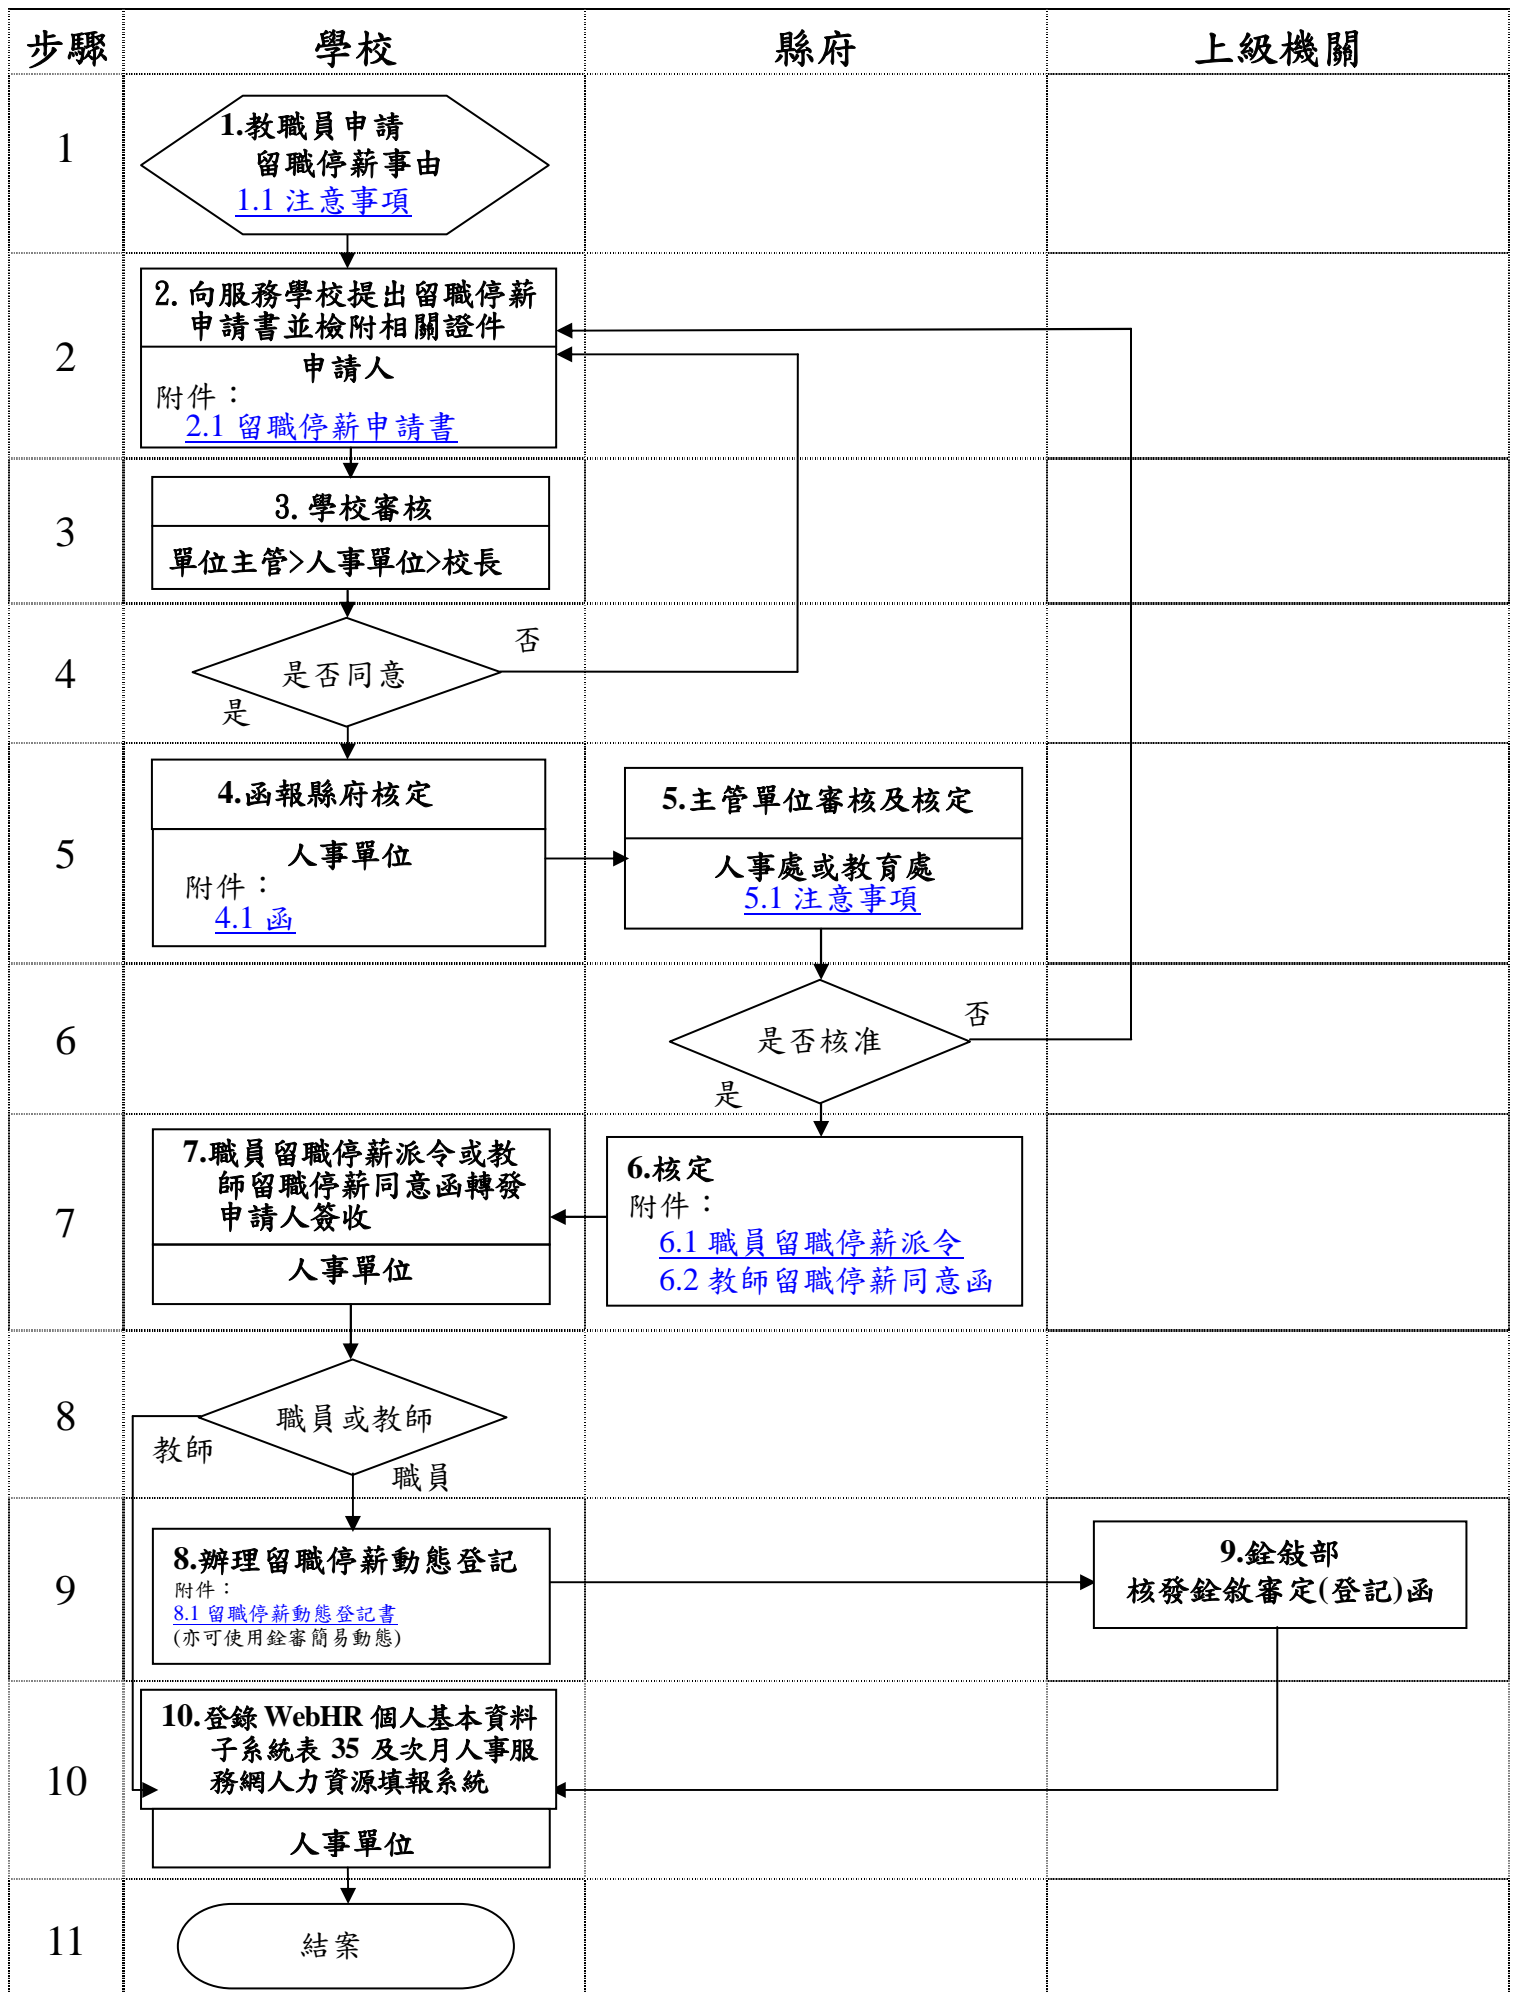 步驟
學校
縣府
上級機關
1
1.教職員申請
留職停薪事由
1.1 注意事項
2
2. 向服務學校提出留職停薪
申請書並檢附相關證件
申請人
附件：
2.1 留職停薪申請書
3
3. 學校審核
單位主管>人事單位>校長
4
是否同意
否
是
5
4.函報縣府核定
人事單位
附件：
4.1 函
5.主管單位審核及核定
人事處或教育處
5.1 注意事項
6
是否核准
否
是
7
7.職員留職停薪派令或教
師留職停薪同意函轉發
申請人簽收
人事單位
6.核定
附件：
6.1 職員留職停薪派令
6.2 教師留職停薪同意函
8
職員或教師
教師
職員
9
8.辦理留職停薪動態登記
附件：
8.1 留職停薪動態登記書
(亦可使用銓審簡易動態)
9.銓敘部
核發銓敘審定(登記)函
10
10.登錄 WebHR 個人基本資料
子系統表 35 及次月人事服
務網人力資源填報系統
人事單位
11
結案